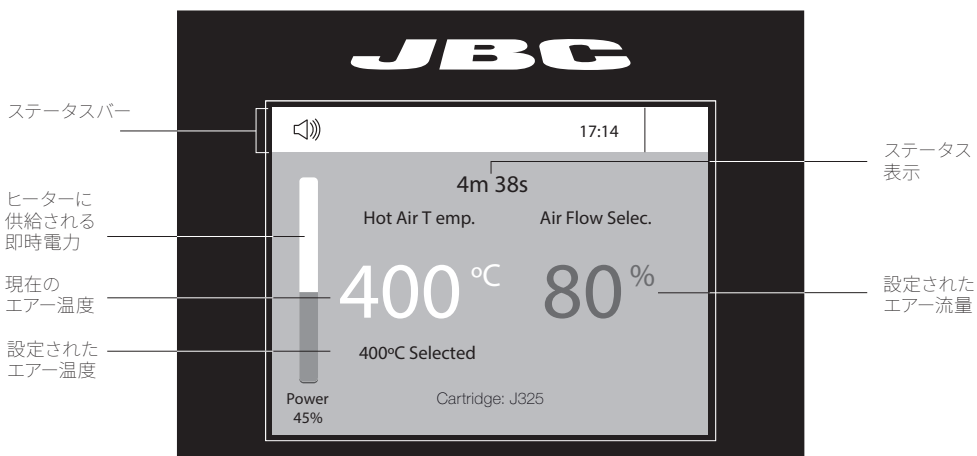 JBC
ステータスバー
17:14
ステータス
表示
4m 38s
ヒーターに
供給される
即時電力
Hot Air T emp.
Air Flow Selec.
400 ºC
80 %
現在の
エアー温度
設定された
エアー流量
設定された
エアー温度
400ºC Selected
Power
45%
Cartridge: J325